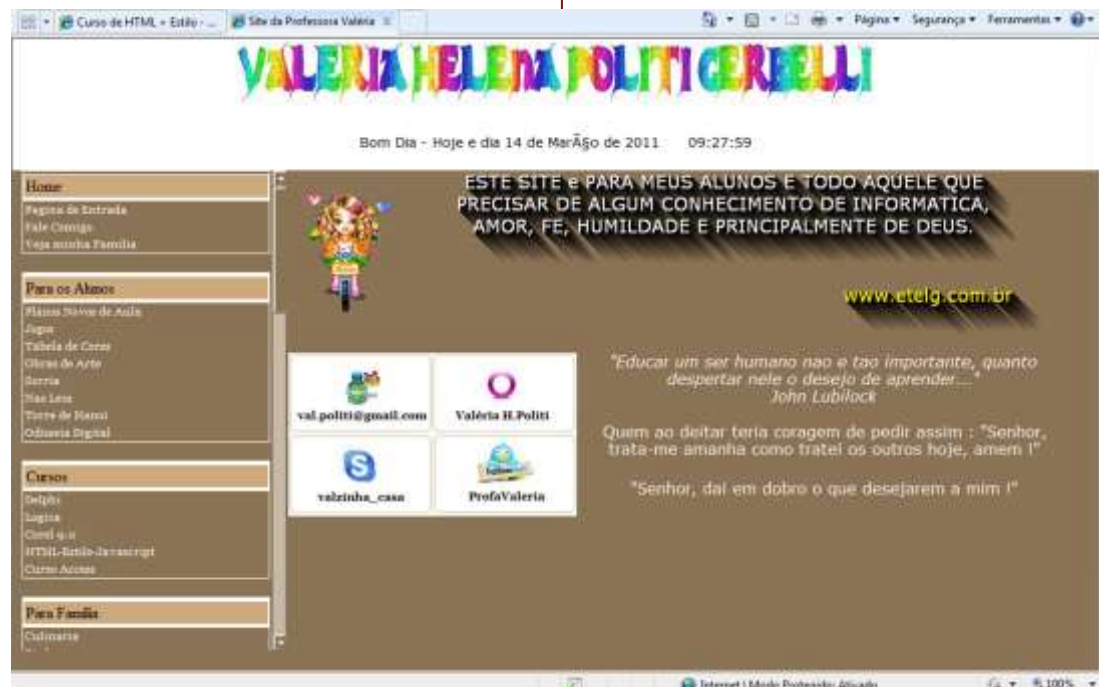 Curso de HTML + Estilo - ...
Site da Professora Valéria
Página
Segurança
Ferramentas
VALERIA HELENA POLITI GERBELLI
Bom Dia - Hoje e dia 14 de MarÃ§o de 2011 09:27:59
Home
Pagina de Entrada
Fale Comigo
Veja minha Familia
Para os Alunos
Planos Novos de Aula
Jogos
Tabela de Cores
Obras de Arte
Sorria
Nas Lens
Torre de Hanoi
Odisseia Digital
Cursos
Delphi
Logica
Corel 9.0
HTML-Estilo-Javascript
Curso Access
Para Familia
Culinaria
ESTE SITE e PARA MEUS ALUNOS E TODO AQUELE QUE
PRECISAR DE ALGUM CONHECIMENTO DE INFORMATICA,
AMOR, FE, HUMILDADE E PRINCIPALMENTE DE DEUS.
www.etelg.com.br
val.politi@gmail.com
Valéria H.Politi
valzinha_casa
ProfaValeria
"Educar um ser humano nao e tao importante, quanto
despertar nele o desejo de aprender..."
John Lubilock
Quem ao deitar teria coragem de pedir assim : "Senhor,
trata-me amanha como tratei os outros hoje, amem !"
"Senhor, dai em dobro o que desejarem a mim !"
Internet | Modo Protegido: Ativado
100%